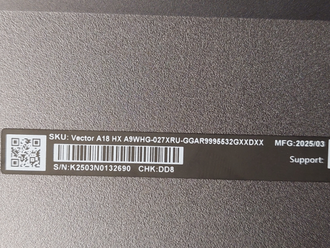 SKU: Vector A18 HX A9WHG-027XRU-GGAR9995532GXXDXX MFG:2025/03
Support:
S/N:K2503N0132690 CHK:DD8